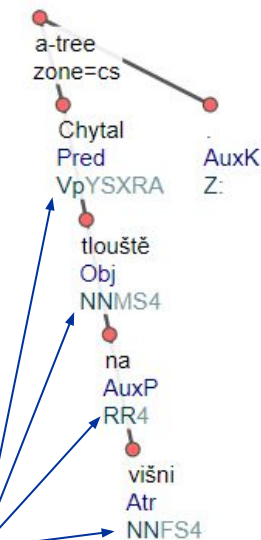 a-tree
zone=cs
Chytal
Pred
VpYSXRA
.
AuxK
Z:
tlouště
Obj
NNMS4
na
AuxP
RR4
višni
Atr
NNFS4